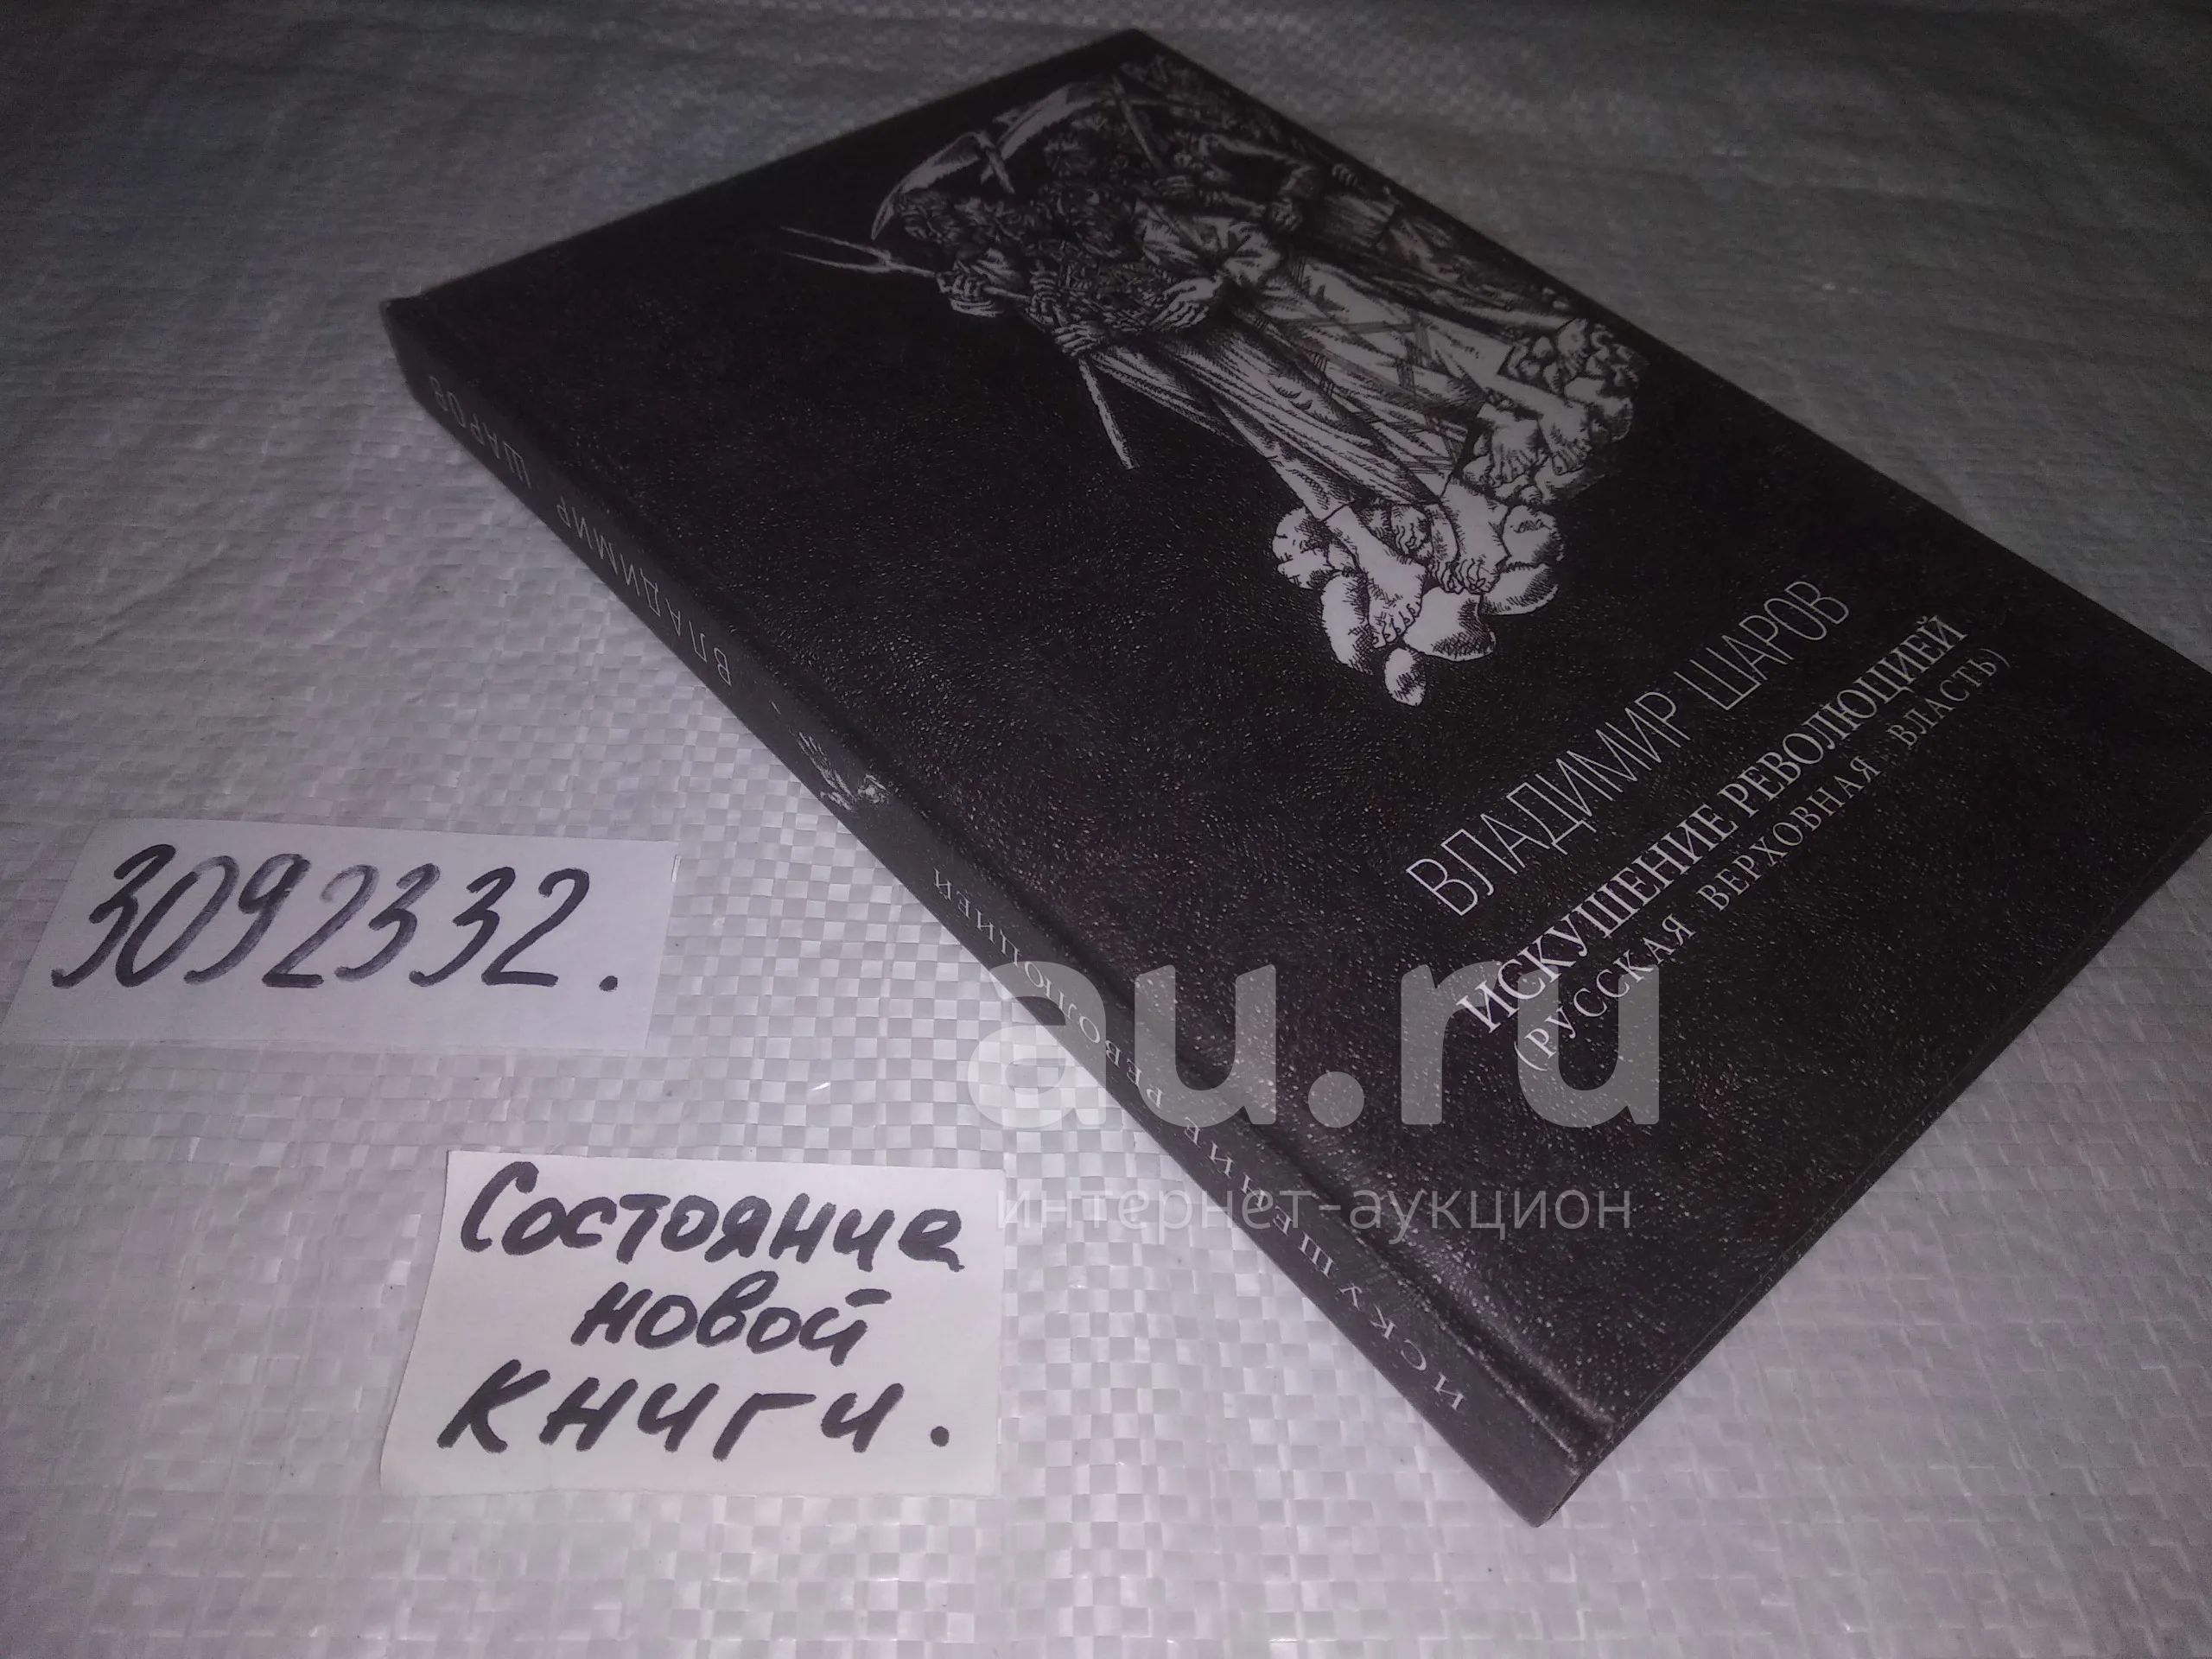 ВЛАДИМИР ШАРОВ
ИСКУШЕНИЕ РЕВОЛЮЦИЕЙ
(РУССКАЯ ВЕРХОВНАЯ ВЛАСТЬ)
ВЛАДИМИР ШАРОВ
ИСКУШЕНИЕ РЕВОЛЮЦИЕЙ
3092332.
au.ru
интернет-аукцион
Состояние
новой
книги.